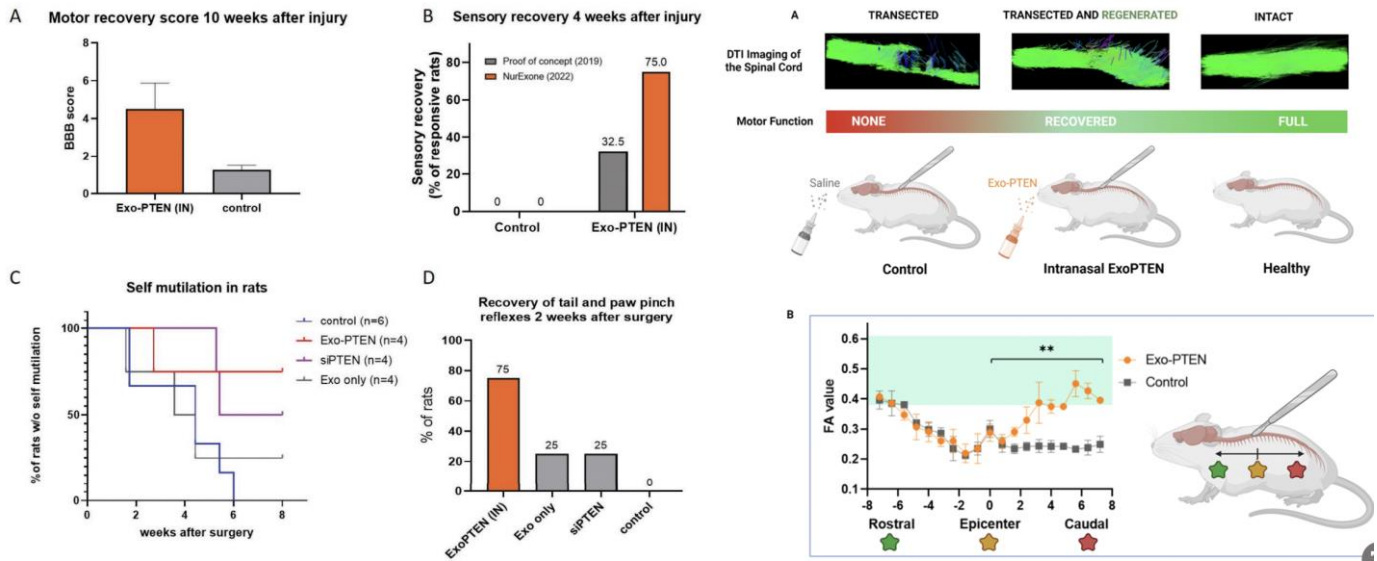 A
Motor recovery score 10 weeks after injury
BBB score
8
6
4
2
0
Exo-PTEN (IN)
control
B
Sensory recovery 4 weeks after injury
Sensory recovery
(% of responsive rats)
80
60
40
20
0
Proof of concept (2019)
NurExone (2022)
0
0
32.5
75.0
Control
Exo-PTEN (IN)
C
Self mutilation in rats
%of rats w/o self mutilation
100
50
0
0
2
4
6
8
weeks after surgery
control (n=6)
Exo-PTEN (n=4)
siPTEN (n=4)
Exo only (n=4)
D
Recovery of tail and paw pinch
reflexes 2 weeks after surgery
% of rats
100
80
60
40
20
0
75
25
25
0
ExoPTEN (IN)
Exo only
siPTEN
control
A
TRANSECTED
TRANSECTED AND REGENERATED
INTACT
DTI Imaging of
the Spinal Cord
Motor Function
NONE
RECOVERED
FULL
Saline
Exo-PTEN
Control
Intranasal ExoPTEN
Healthy
B
FA value
0.6
0.5
0.4
0.3
0.2
0.1
**
Exo-PTEN
Control
-8 -6 -4 -2 0 2 4 6 8
Rostral
Epicenter
Caudal